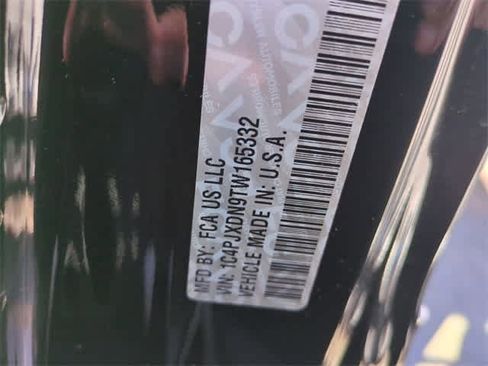 MFD BY: FCA US LLC
VIN: 1C4PJXDN9TW165332
VEHICLE MADE IN: U.S.A.